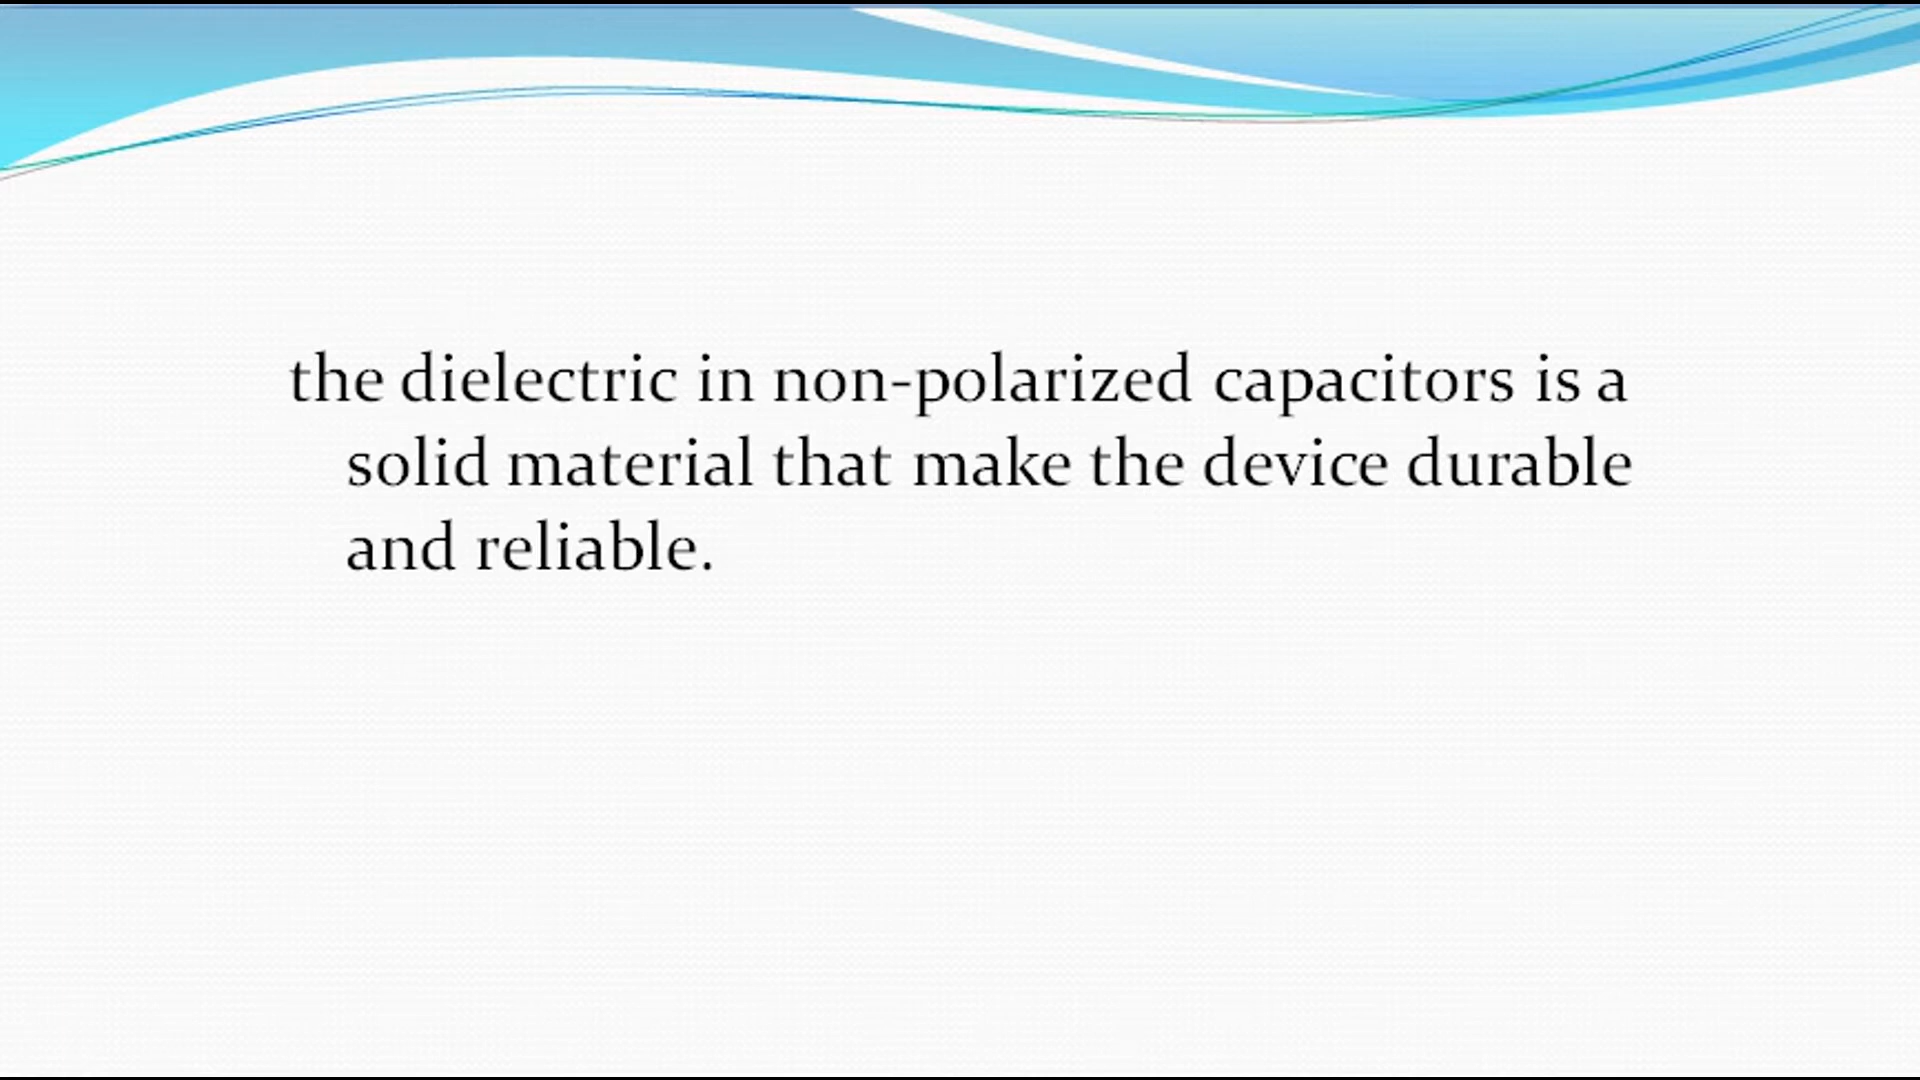 the dielectric in non-polarized capacitors is a
solid material that make the device durable
and reliable.